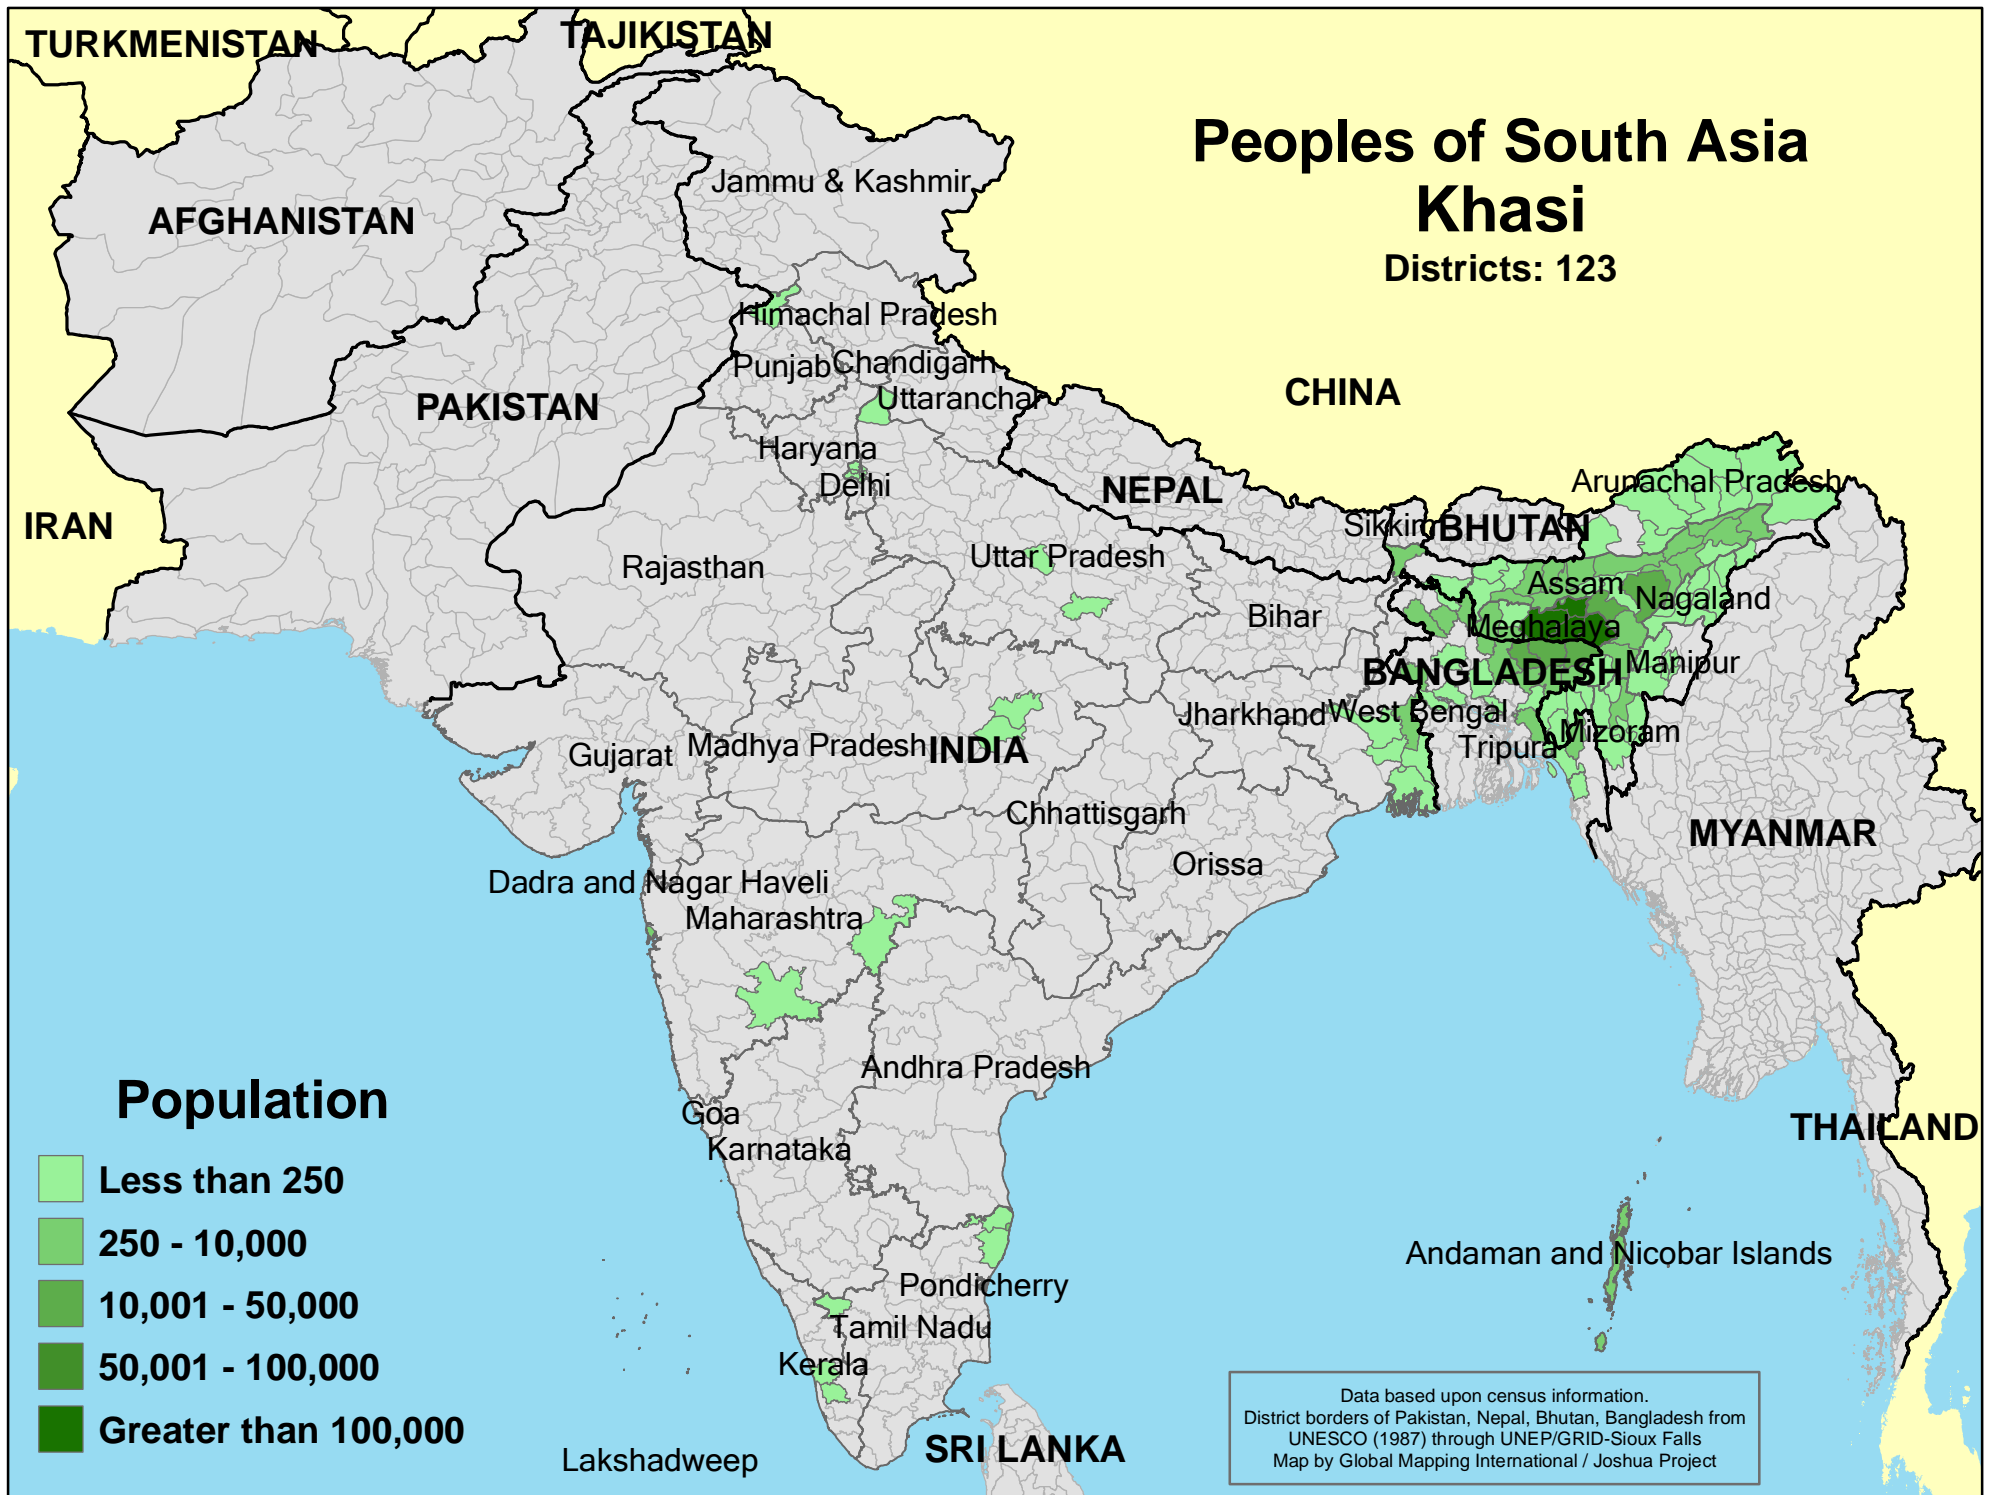 TURKMENISTAN
TAJIKISTAN
Peoples of South Asia
Khasi
Districts: 123
Jammu & Kashmir
AFGHANISTAN
Himachal Pradesh
Punjab
Chandigarh
Uttaranchal
CHINA
PAKISTAN
Haryana
Delhi
NEPAL
Arunachal Pradesh
IRAN
Sikkim
BHUTAN
Rajasthan
Uttar Pradesh
Assam
Nagaland
Bihar
Meghalaya
BANGLADESH
Manipur
Jharkhand
West Bengal
Gujarat
Madhya Pradesh
INDIA
Tripura
Mizoram
Chhattisgarh
MYANMAR
Orissa
Dadra and Nagar Haveli
Maharashtra
Andhra Pradesh
Goa
Karnataka
THAILAND
Population
Less than 250
250 - 10,000
10,001 - 50,000
50,001 - 100,000
Greater than 100,000
Andaman and Nicobar Islands
Pondicherry
Tamil Nadu
Kerala
Lakshadweep
SRI LANKA
Data based upon census information.
District borders of Pakistan, Nepal, Bhutan, Bangladesh from
UNESCO (1987) through UNEP/GRID-Sioux Falls
Map by Global Mapping International / Joshua Project